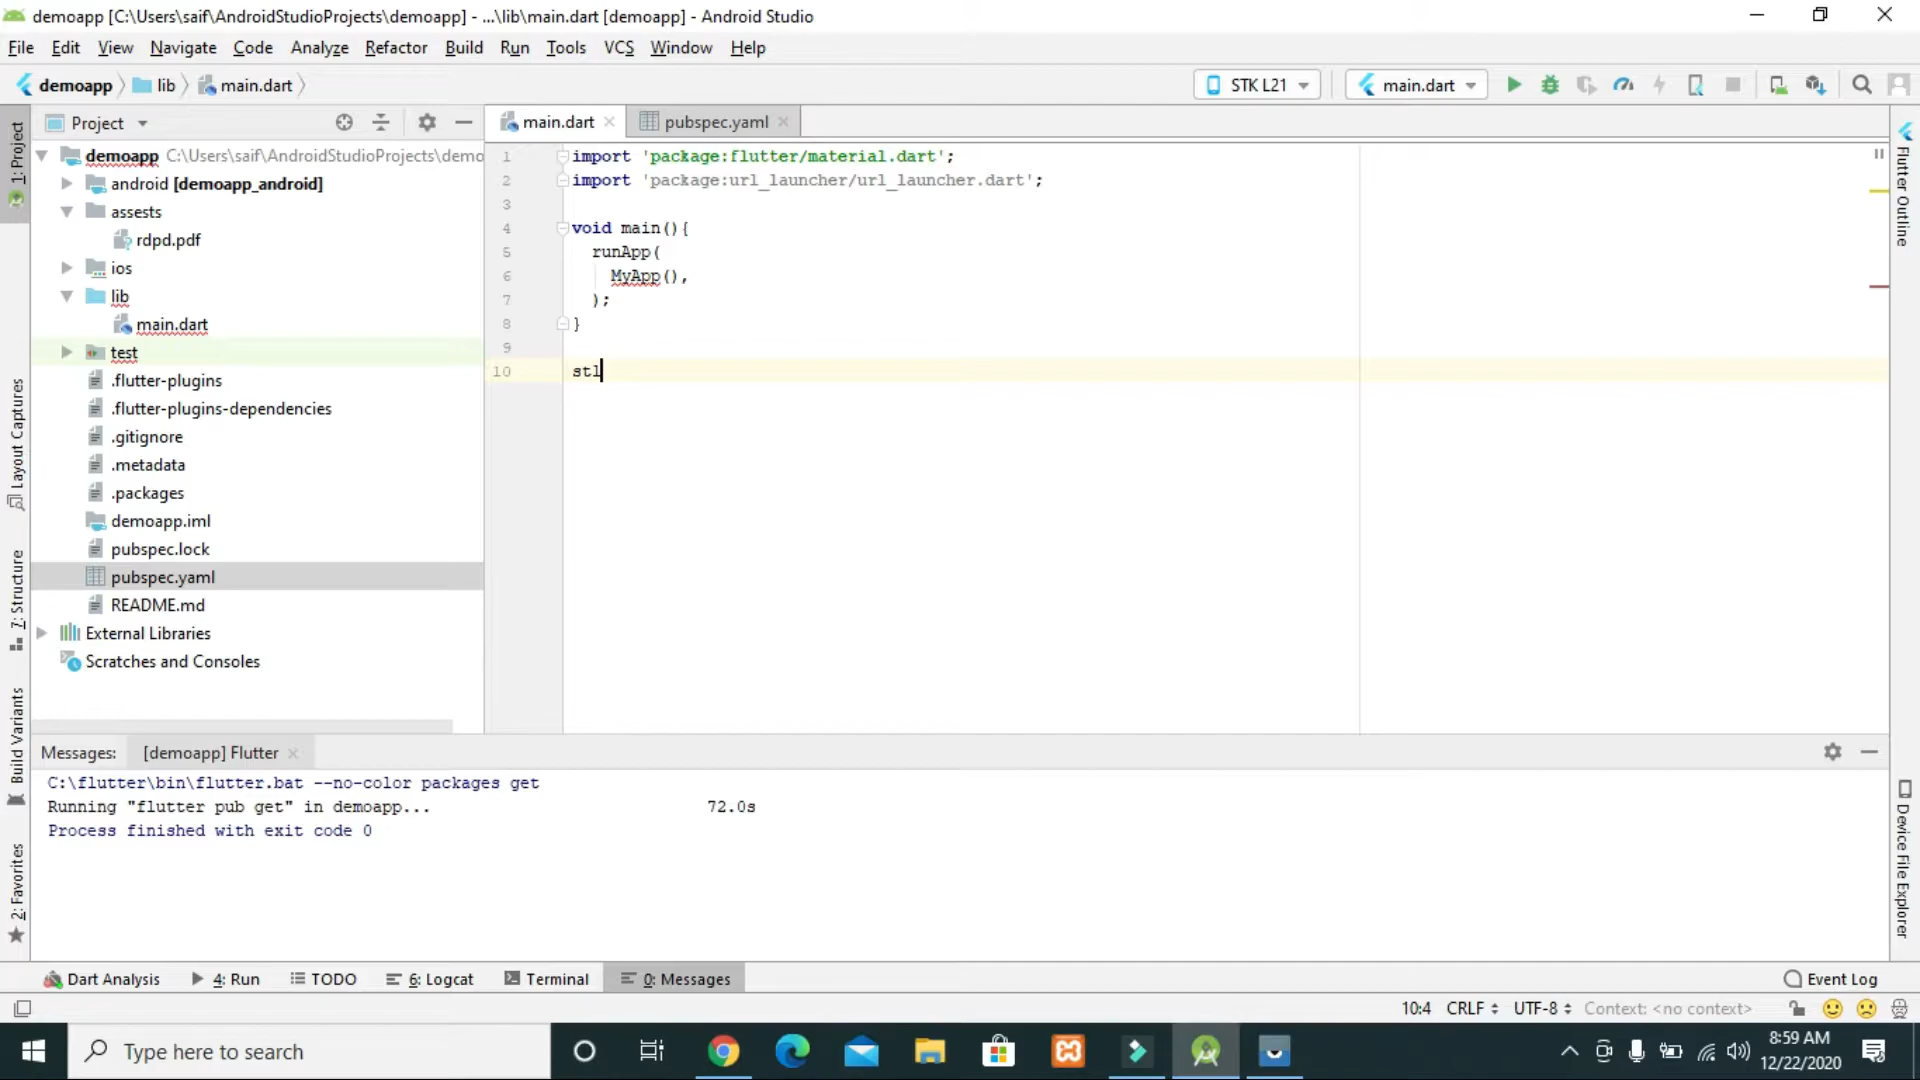 demoapp [C:\Users\saif\AndroidStudioProjects\demoapp] - ...\lib\main.dart [demoapp] - Android Studio
File Edit View Navigate Code Analyze Refactor Build Run Tools VCS Window Help
demoapp lib main.dart STK L21 main.dart
Project
main.dart pubspec.yaml
demoapp C:\Users\saif\AndroidStudioProjects\demo
android [demoapp_android]
assests
rdpd.pdf
ios
lib
main.dart
test
.flutter-plugins
.flutter-plugins-dependencies
.gitignore
.metadata
.packages
demoapp.iml
pubspec.lock
pubspec.yaml
README.md
External Libraries
Scratches and Consoles
1 import 'package:flutter/material.dart';
2 import 'package:url_launcher/url_launcher.dart';
3
4 void main(){
5 runApp(
6 MyApp(),
7 );
8 }
9
10 stl
1: Project
Layout Captures
7: Structure
Build Variants
2: Favorites
Flutter Outline
Device File Explorer
Messages: [demoapp] Flutter
C:\flutter\bin\flutter.bat --no-color packages get
Running "flutter pub get" in demoapp... 72.0s
Process finished with exit code 0
Dart Analysis 4: Run TODO 6: Logcat Terminal 0: Messages Event Log
10:4 CRLF UTF-8 Context: <no context>
Type here to search
8:59 AM
12/22/2020